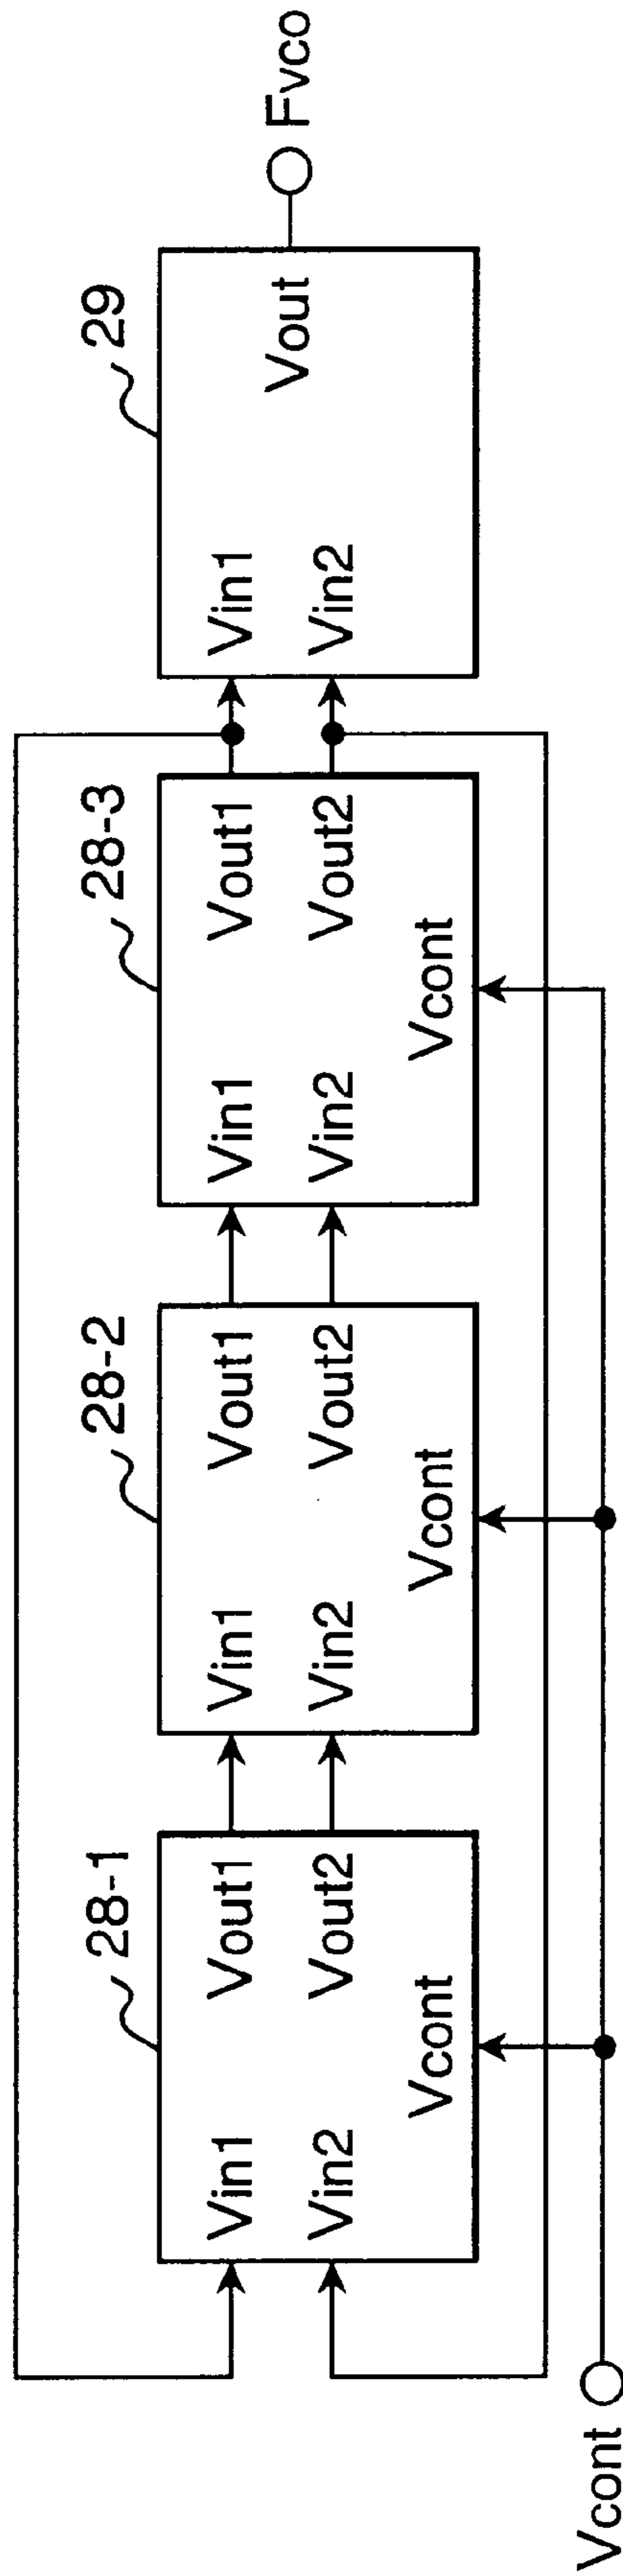 28-1
28-2
28-3
29
Vin1 Vout1 Vin1 Vout1 Vin1 Vout1 Vin1 Vout Fvco
Vin2 Vout2 Vin2 Vout2 Vin2 Vout2 Vin2
Vcont Vcont Vcont
Vcont